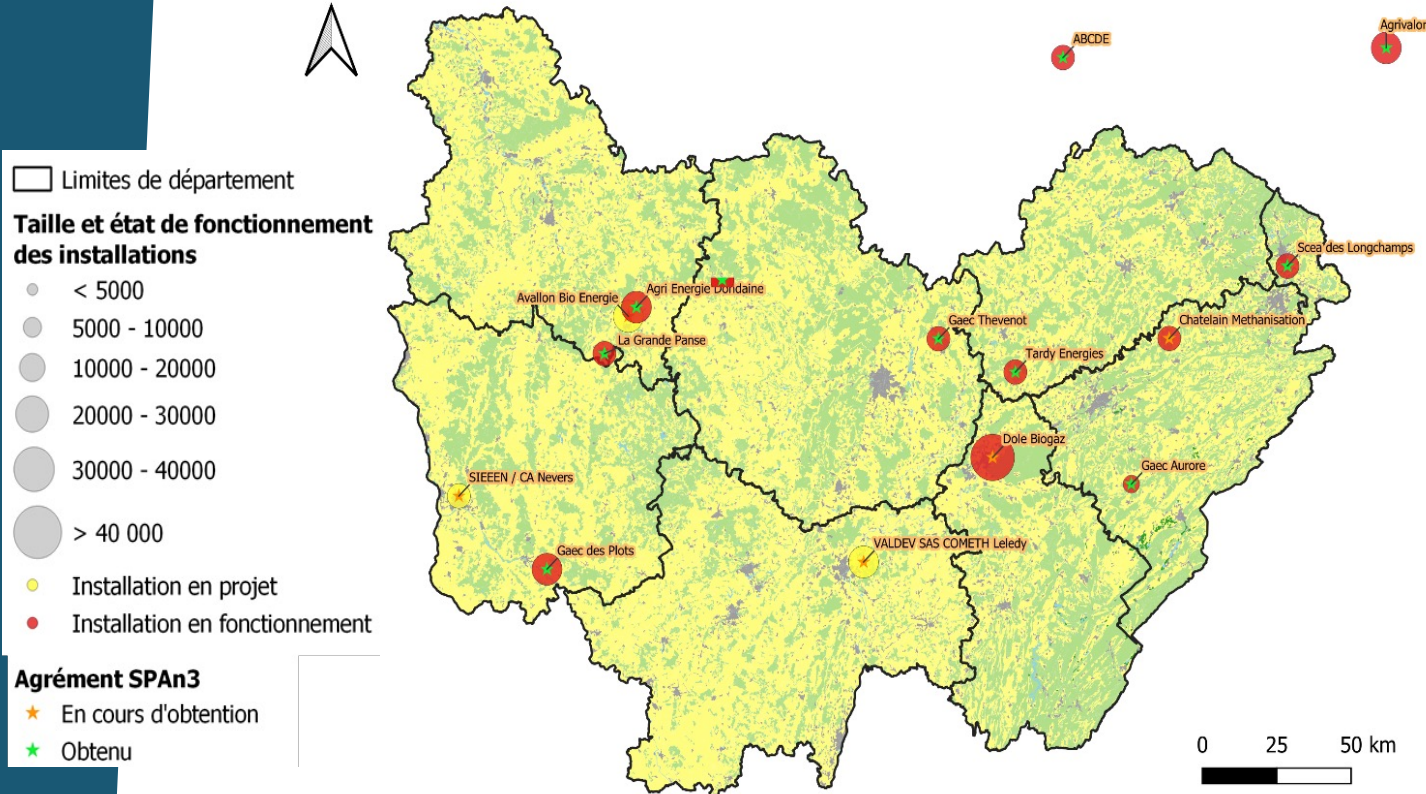 Limites de département
Taille et état de fonctionnement
des installations
< 5000
5000 - 10000
10000 - 20000
20000 - 30000
30000 - 40000
> 40 000
Installation en projet
Installation en fonctionnement
Agrément SPAn3
En cours d'obtention
Obtenu
ABCDE
Agrivalor
Scea des Longchamps
Agri Energie Dondaine
Avallon Bio Energie
La Grande Panse
Gaec Thevenot
Chatelain Methanisation
Tardy Energies
Dole Biogaz
Gaec Aurore
SIEEEN / CA Nevers
Gaec des Plots
VALDEV SAS COMETH Leledy
0 25 50 km